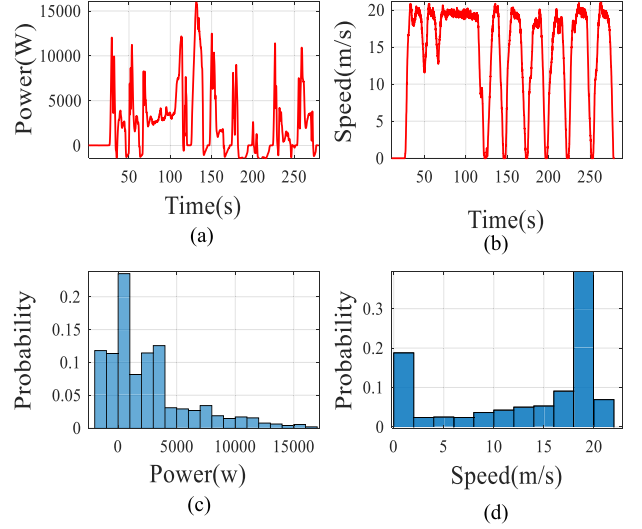 Power(W)
15000
10000
5000
0
50 100 150 200 250
Time(s)
(a)
Speed(m/s)
20
15
10
5
0
50 100 150 200 250
Time(s)
(b)
Probability
0.2
0.15
0.1
0.05
0
0 5000 10000 15000
Power(w)
(c)
Probability
0.3
0.2
0.1
0
0 5 10 15 20
Speed(m/s)
(d)